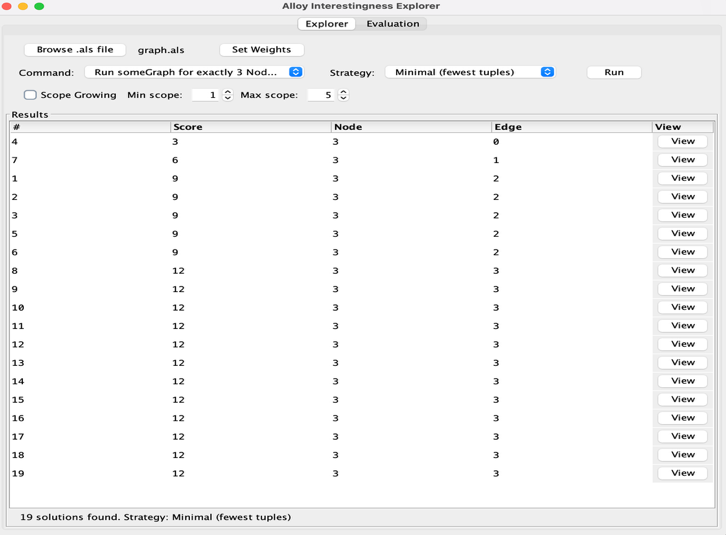 Alloy Interestingness Explorer
Explorer Evaluation
Browse .als file graph.als Set Weights
Command: Run someGraph for exactly 3 Nod... Strategy: Minimal (fewest tuples) Run
Scope Growing Min scope: 1 Max scope: 5
Results
# Score Node Edge View
4 3 3 0 View
7 6 3 1 View
1 9 3 2 View
2 9 3 2 View
3 9 3 2 View
5 9 3 2 View
6 9 3 2 View
8 12 3 3 View
9 12 3 3 View
10 12 3 3 View
11 12 3 3 View
12 12 3 3 View
13 12 3 3 View
14 12 3 3 View
15 12 3 3 View
16 12 3 3 View
17 12 3 3 View
18 12 3 3 View
19 12 3 3 View
19 solutions found. Strategy: Minimal (fewest tuples)